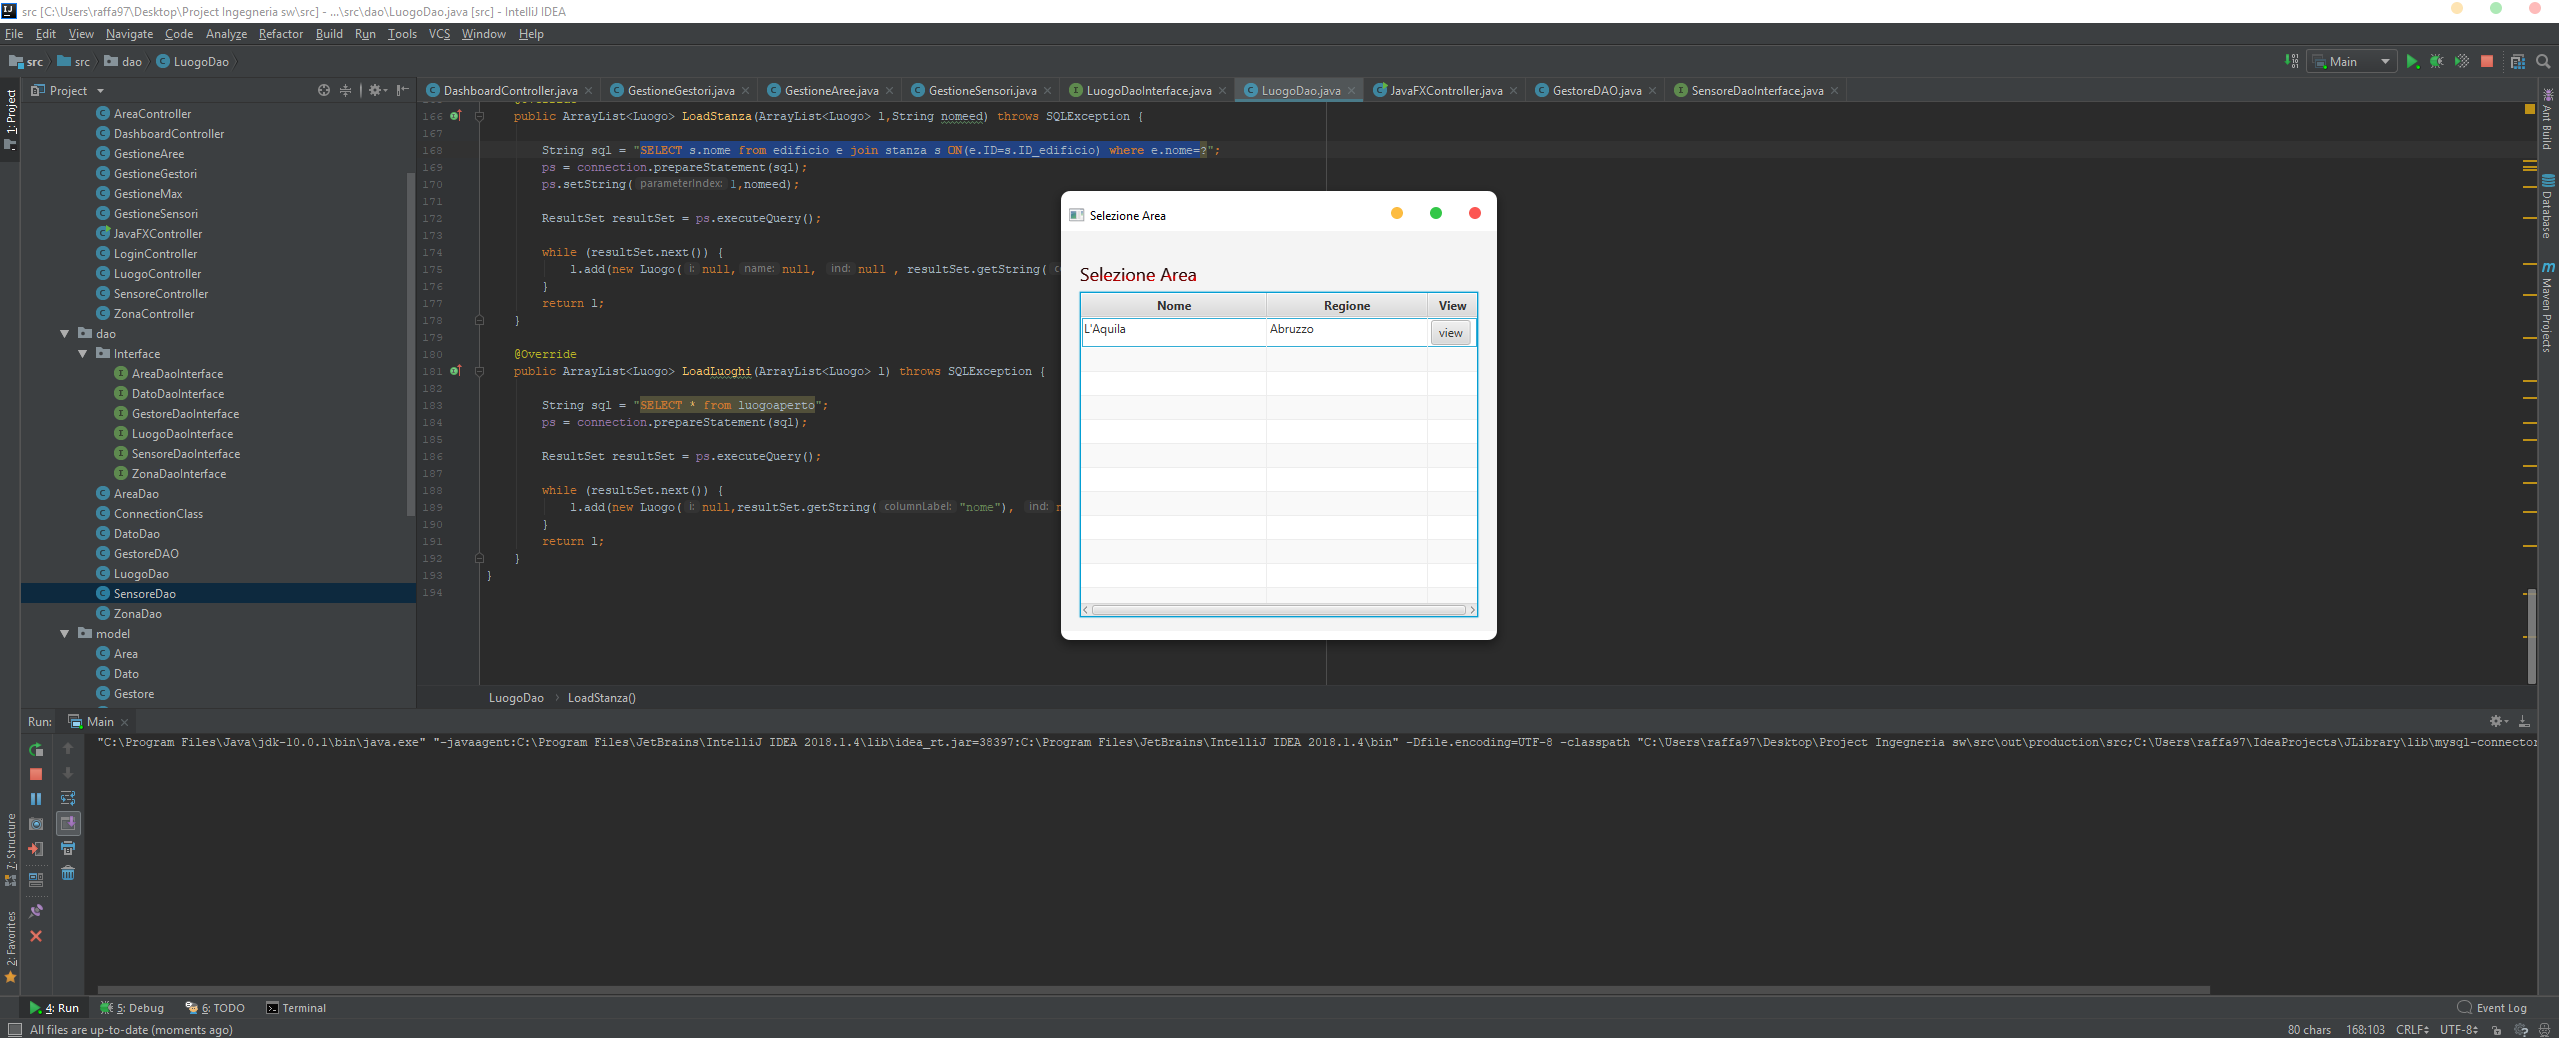 src [C:\Users\raffa97\Desktop\Project Ingegneria sw\src] - ...\src\dao\LuogoDao.java [src] - IntelliJ IDEA
File Edit View Navigate Code Analyze Refactor Build Run Tools VCS Window Help
src src dao LuogoDao
Main
Project
DashboardController.java GestioneGestori.java GestioneAree.java GestioneSensori.java LuogoDaoInterface.java LuogoDao.java JavaFXController.java GestoreDAO.java SensoreDaoInterface.java
1: Project
7: Structure
2: Favorites
AreaController
DashboardController
GestioneAree
GestioneGestori
GestioneMax
GestioneSensori
JavaFXController
LoginController
LuogoController
SensoreController
ZonaController
dao
Interface
AreaDaoInterface
DatoDaoInterface
GestoreDaoInterface
LuogoDaoInterface
SensoreDaoInterface
ZonaDaoInterface
AreaDao
ConnectionClass
DatoDao
GestoreDAO
LuogoDao
SensoreDao
ZonaDao
model
Area
Dato
Gestore
@Override
166 public ArrayList<Luogo> LoadStanza(ArrayList<Luogo> l,String nomeed) throws SQLException {
167
168 String sql = "SELECT s.nome from edificio e join stanza s ON(e.ID=s.ID_edificio) where e.nome=?";
169 ps = connection.prepareStatement(sql);
170 ps.setString( parameterIndex: 1,nomeed);
171
172 ResultSet resultSet = ps.executeQuery();
173
174 while (resultSet.next()) {
175 l.add(new Luogo( i: null, name: null, ind: null , resultSet.getString(
176 }
177 return l;
178 }
179
180 @Override
181 public ArrayList<Luogo> LoadLuoghi(ArrayList<Luogo> l) throws SQLException {
182
183 String sql = "SELECT * from luogoaperto";
184 ps = connection.prepareStatement(sql);
185
186 ResultSet resultSet = ps.executeQuery();
187
188 while (resultSet.next()) {
189 l.add(new Luogo( i: null,resultSet.getString( columnLabel: "nome"), ind:
190 }
191 return l;
192 }
193 }
194
LuogoDao LoadStanza()
Selezione Area
Selezione Area
Nome Regione View
L'Aquila Abruzzo view
Ant Build
Database
Maven Projects
Run: Main
"C:\Program Files\Java\jdk-10.0.1\bin\java.exe" "-javaagent:C:\Program Files\JetBrains\IntelliJ IDEA 2018.1.4\lib\idea_rt.jar=38397:C:\Program Files\JetBrains\IntelliJ IDEA 2018.1.4\bin" -Dfile.encoding=UTF-8 -classpath "C:\Users\raffa97\Desktop\Project Ingegneria sw\src\out\production\src;C:\Users\raffa97\IdeaProjects\JLibrary\lib\mysql-connector
4: Run 5: Debug 6: TODO Terminal
Event Log
All files are up-to-date (moments ago)
80 chars 168:103 CRLF UTF-8